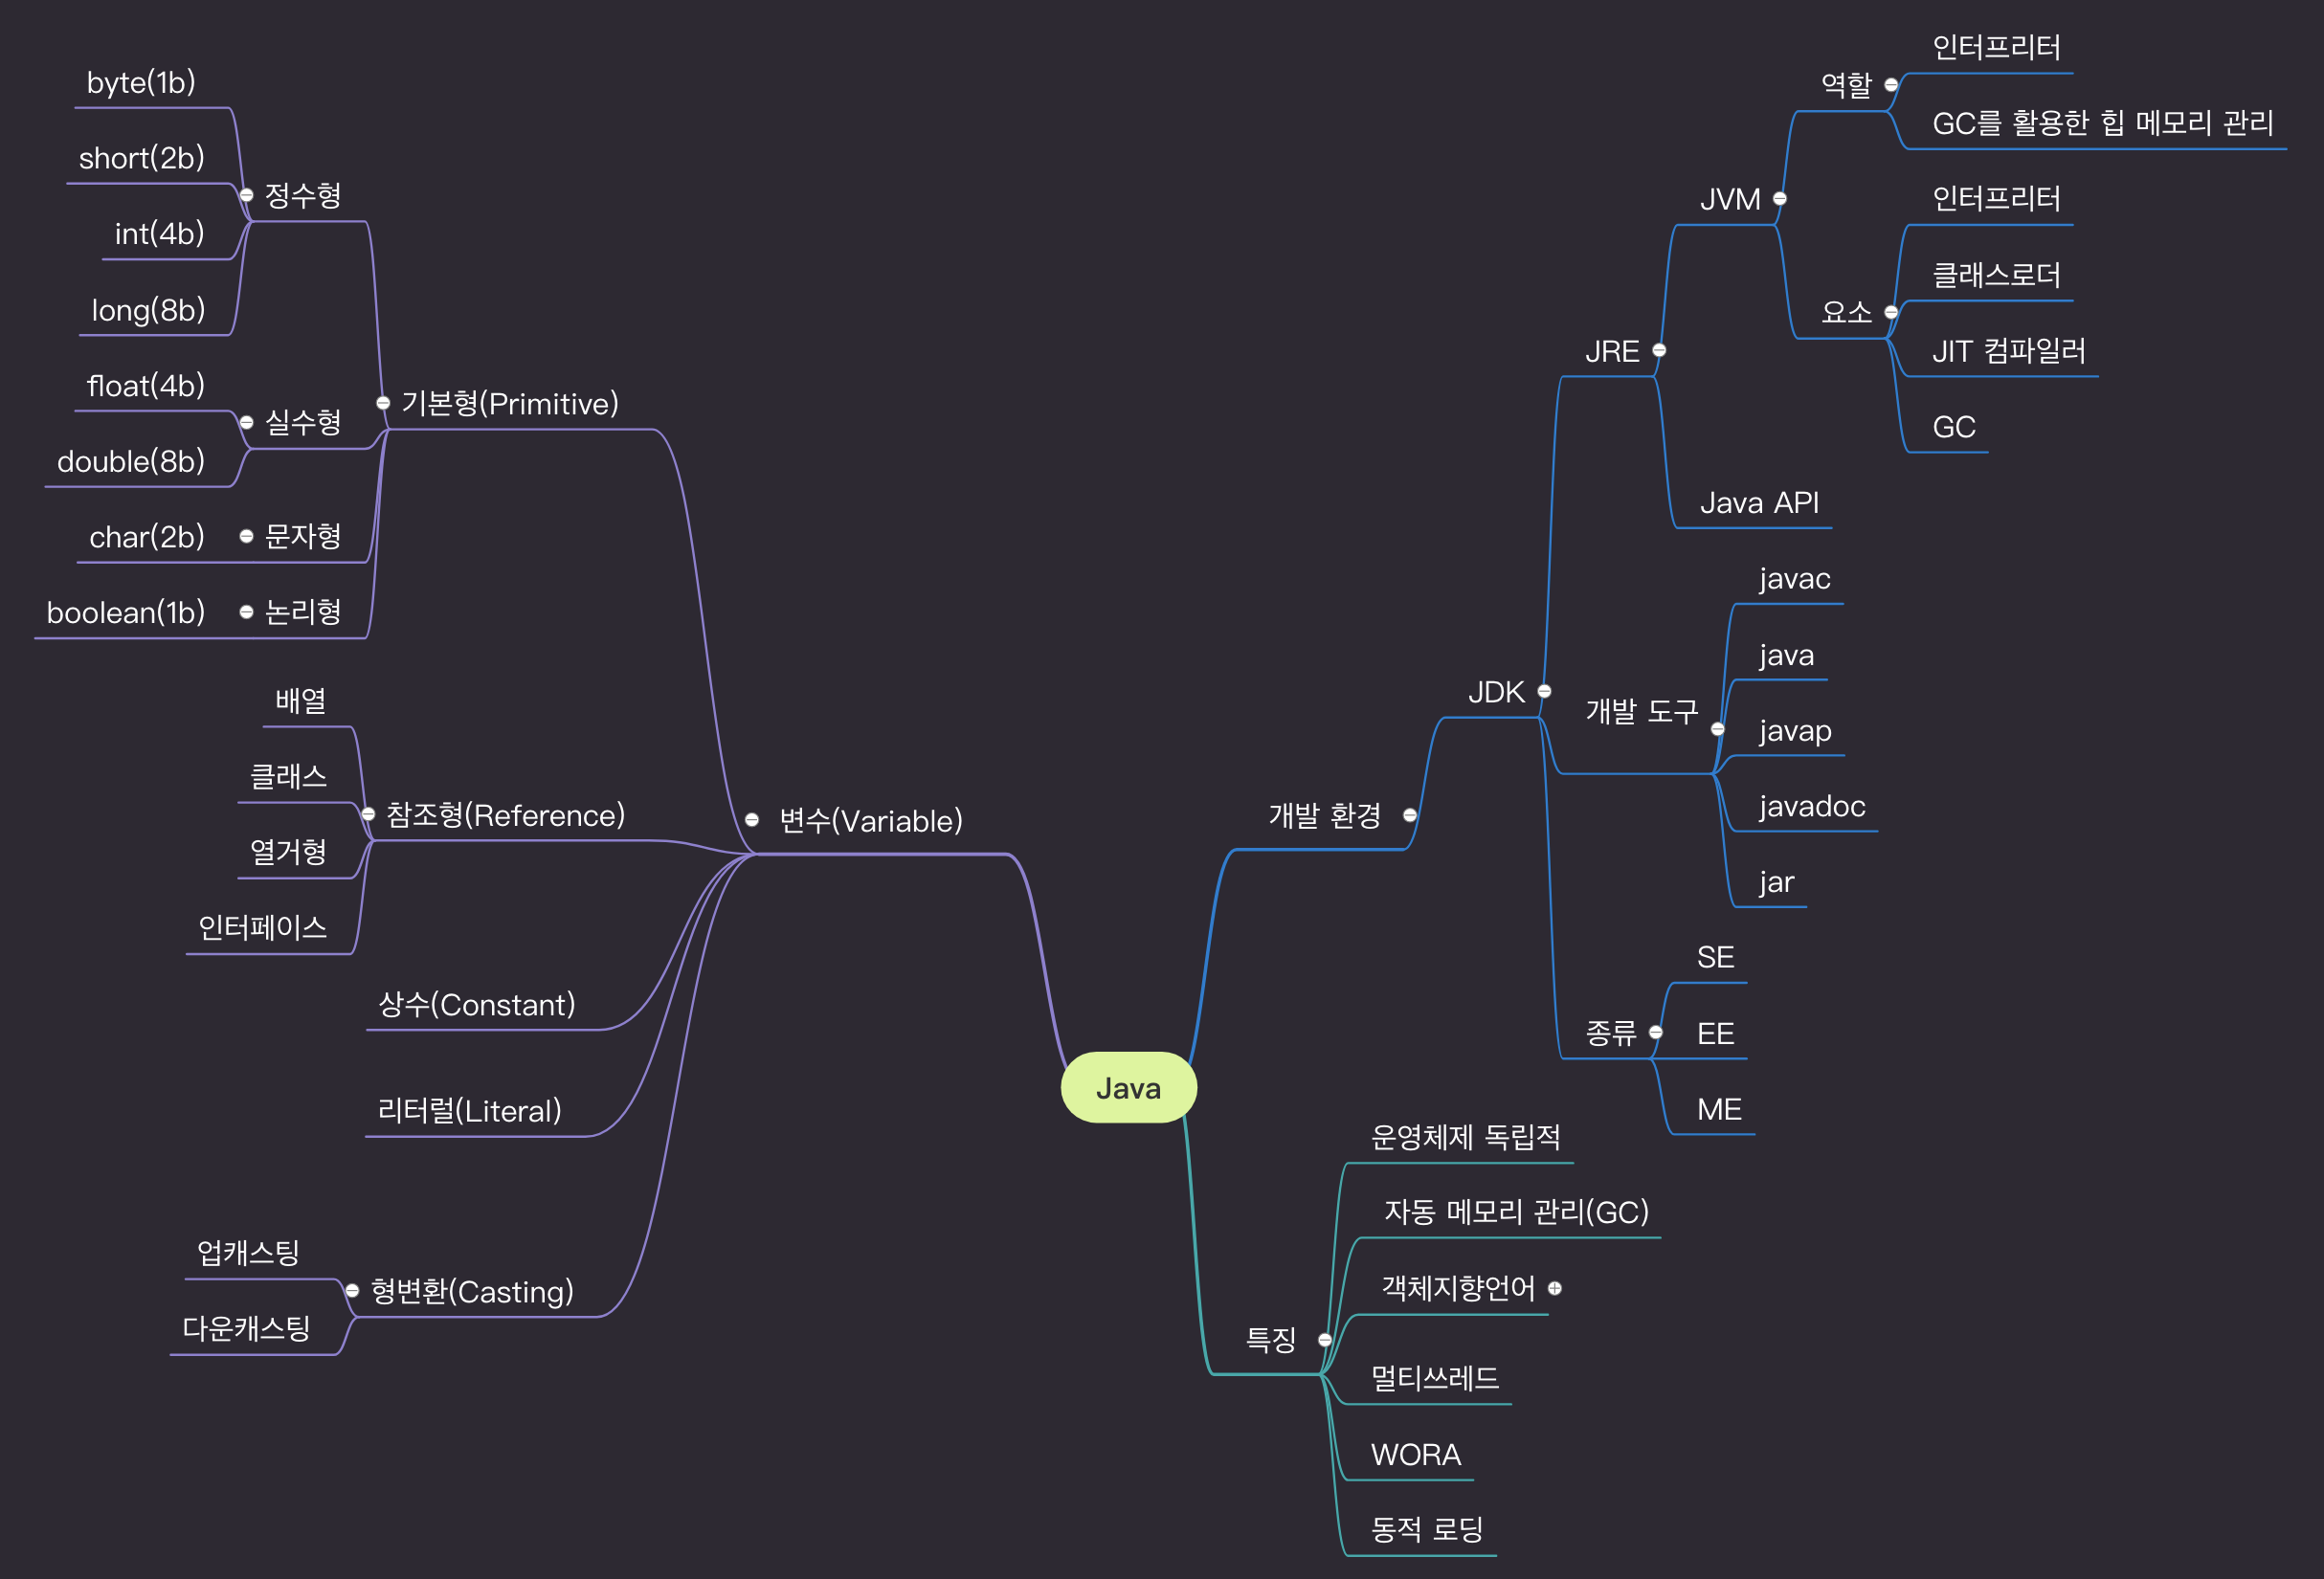 Java
변수(Variable)
기본형(Primitive)
정수형
byte(1b)
short(2b)
int(4b)
long(8b)
실수형
float(4b)
double(8b)
문자형
char(2b)
논리형
boolean(1b)
참조형(Reference)
배열
클래스
열거형
인터페이스
상수(Constant)
리터럴(Literal)
형변환(Casting)
업캐스팅
다운캐스팅
개발 환경
JDK
JRE
JVM
역할
인터프리터
GC를 활용한 힙 메모리 관리
요소
인터프리터
클래스로더
JIT 컴파일러
GC
Java API
개발 도구
javac
java
javap
javadoc
jar
종류
SE
EE
ME
특징
운영체제 독립적
자동 메모리 관리(GC)
객체지향언어
멀티쓰레드
WORA
동적 로딩